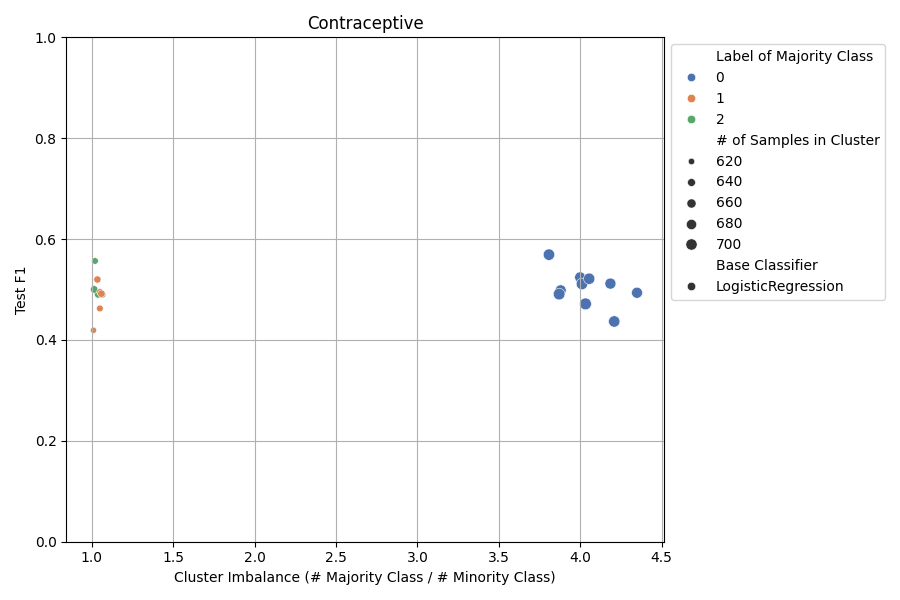 Contraceptive
Test F1
1.0
0.8
0.6
0.4
0.2
0.0
1.0 1.5 2.0 2.5 3.0 3.5 4.0 4.5
Cluster Imbalance (# Majority Class / # Minority Class)
Label of Majority Class
0
1
2
# of Samples in Cluster
620
640
660
680
700
Base Classifier
LogisticRegression